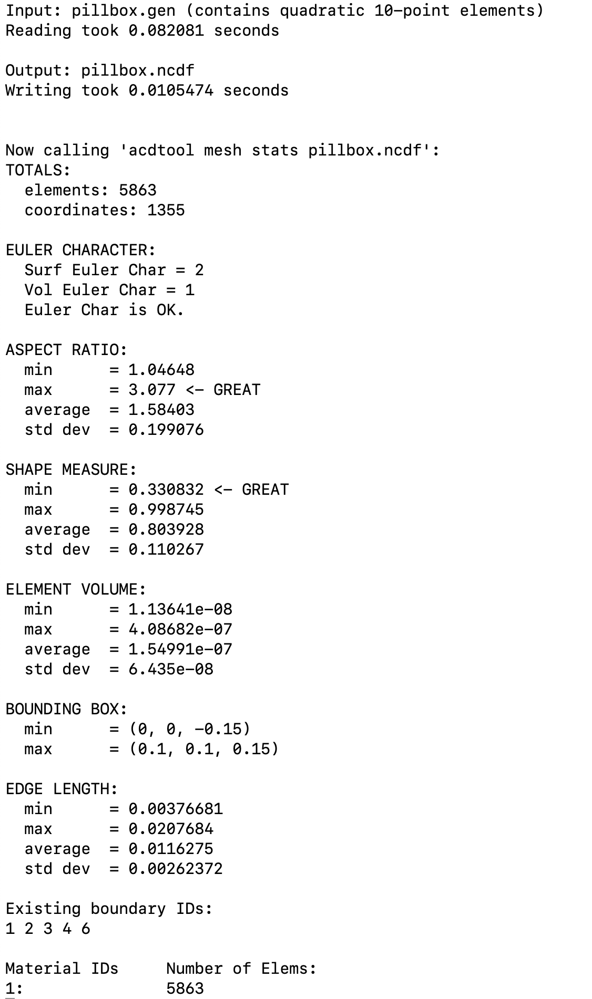 Input: pillbox.gen (contains quadratic 10-point elements)
Reading took 0.082081 seconds

Output: pillbox.ncdf
Writing took 0.0105474 seconds


Now calling 'acdtool mesh stats pillbox.ncdf':
TOTALS:
  elements: 5863
  coordinates: 1355

EULER CHARACTER:
  Surf Euler Char = 2
  Vol Euler Char = 1
  Euler Char is OK.

ASPECT RATIO:
  min      = 1.04648
  max      = 3.077 <- GREAT
  average  = 1.58403
  std dev  = 0.199076

SHAPE MEASURE:
  min      = 0.330832 <- GREAT
  max      = 0.998745
  average  = 0.803928
  std dev  = 0.110267

ELEMENT VOLUME:
  min      = 1.13641e-08
  max      = 4.08682e-07
  average  = 1.54991e-07
  std dev  = 6.435e-08

BOUNDING BOX:
  min      = (0, 0, -0.15)
  max      = (0.1, 0.1, 0.15)

EDGE LENGTH:
  min      = 0.00376681
  max      = 0.0207684
  average  = 0.0116275
  std dev  = 0.00262372

Existing boundary IDs:
1 2 3 4 6

Material IDs     Number of Elems:
1:               5863